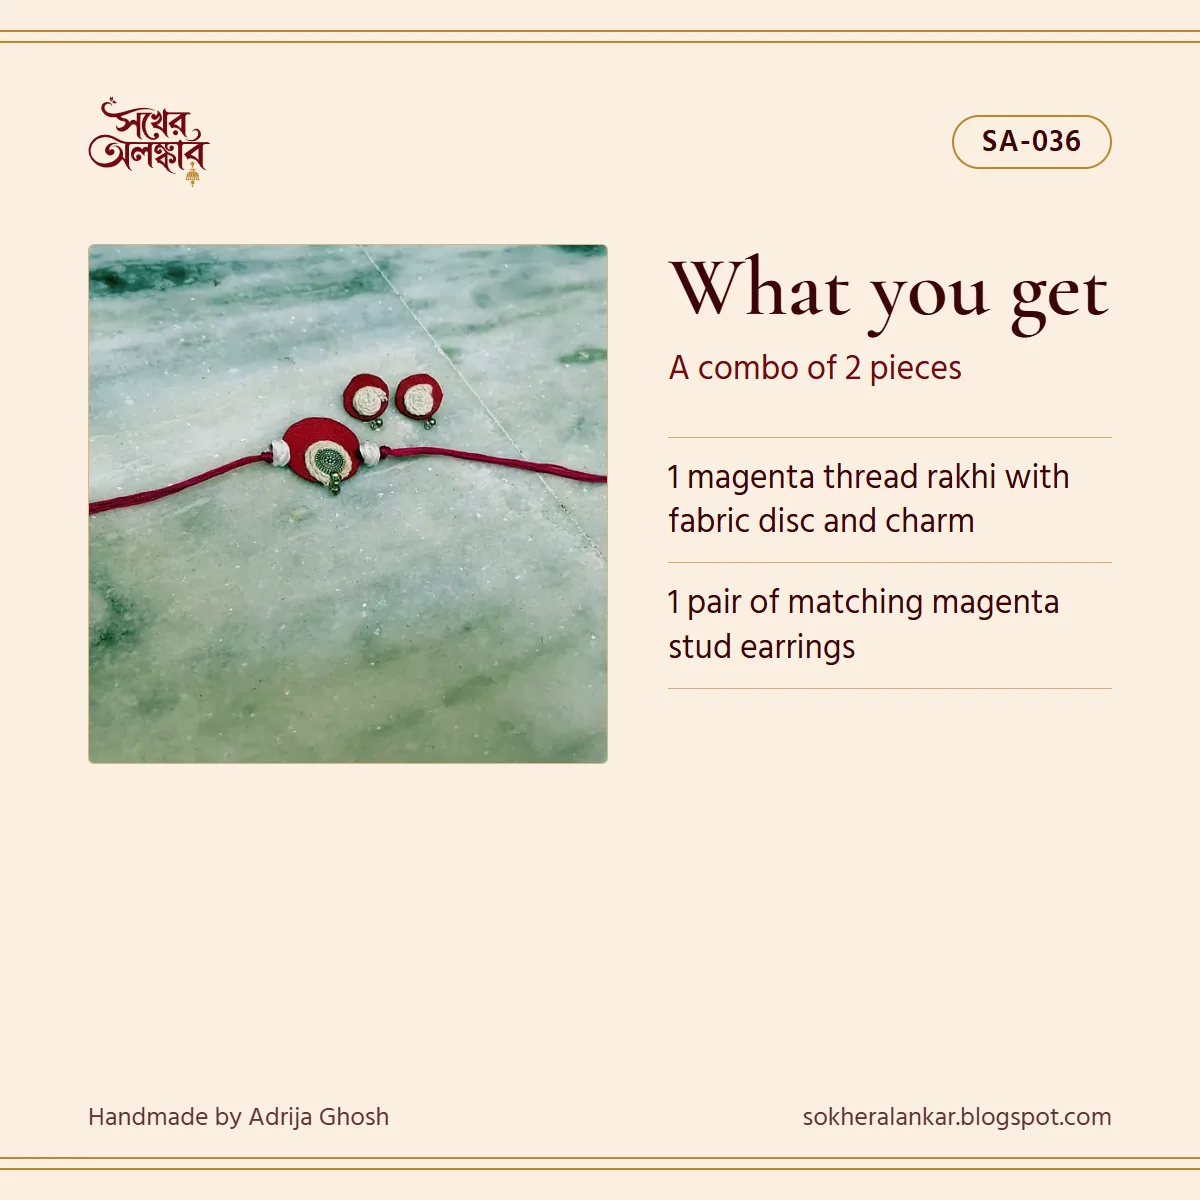 সখের
অলঙ্কার
SA-036
What you get
A combo of 2 pieces
1 magenta thread rakhi with
fabric disc and charm
1 pair of matching magenta
stud earrings
Handmade by Adrija Ghosh
sokheralankar.blogspot.com